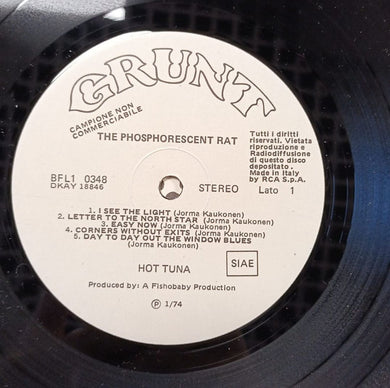 GRUNT
CAMPIONE NON
COMMERCIABILE
THE PHOSPHORESCENT RAT
Tutti i diritti
riservati. Vietata
riproduzione e
Radiodiffusione
di questo disco
depositato.
Made in Italy
by RCA S.p.A.
BFL1 0348
DKAY 18846
STEREO
Lato 1
1. I SEE THE LIGHT (Jorma Kaukonen)
2. LETTER TO THE NORTH STAR (Jorma Kaukonen)
3. EASY NOW (Jorma Kaukonen)
4. CORNERS WITHOUT EXITS (Jorma Kaukonen)
5. DAY TO DAY OUT THE WINDOW BLUES
(Jorma Kaukonen)
HOT TUNA
SIAE
Produced by: A Fishobaby Production
Ⓟ 1/74